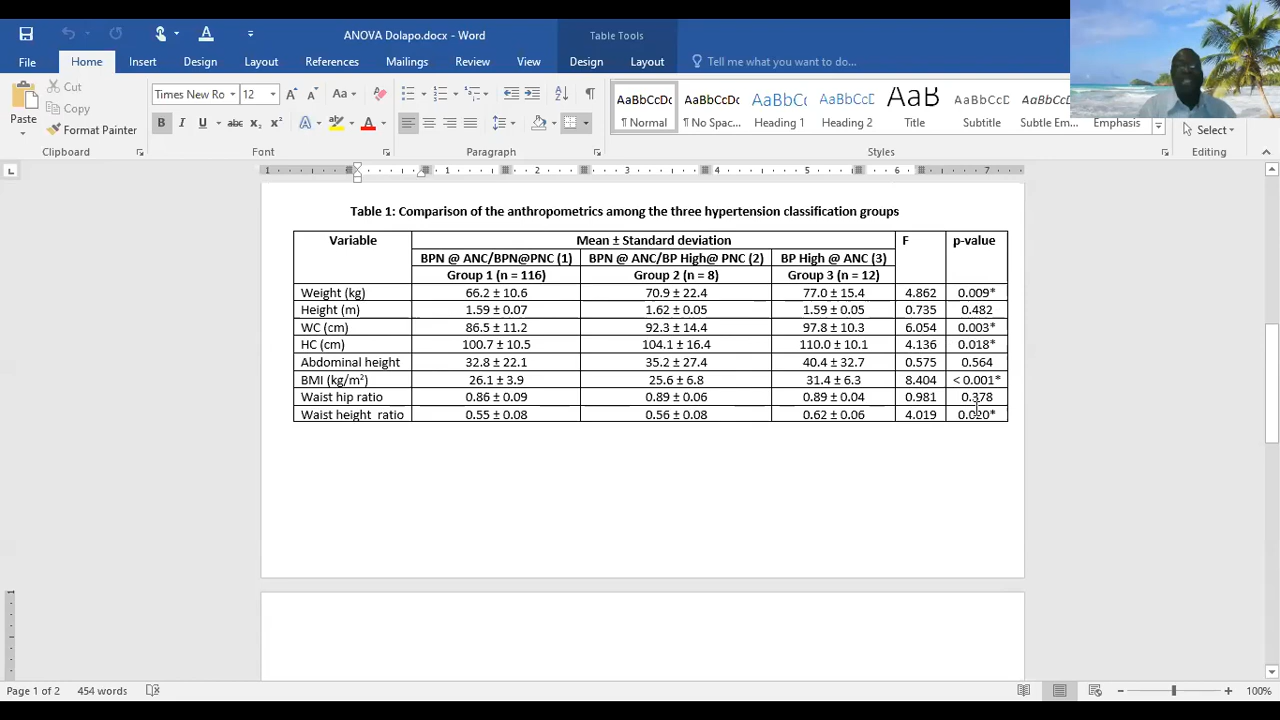 ANOVA Dolapo.docx - Word
Table Tools
File Home Insert Design Layout References Mailings Review View Design Layout Tell me what you want to do...
Paste
Cut
Copy
Format Painter
Times New Ro 12
AaBbCcDc AaBbCcDc AaBbCc AaBbCcD AaB AaBbCcD
¶ Normal ¶ No Spac... Heading 1 Heading 2 Title Subtitle Subtle Em... Emphasis
Select
Clipboard Font Paragraph Styles Editing
1 1 2 3 4 5 6 7
Table 1: Comparison of the anthropometrics among the three hypertension classification groups
Variable Mean ± Standard deviation F p-value
BPN @ ANC/BPN@PNC (1) BPN @ ANC/BP High@ PNC (2) BP High @ ANC (3)
Group 1 (n = 116) Group 2 (n = 8) Group 3 (n = 12)
Weight (kg) 66.2 ± 10.6 70.9 ± 22.4 77.0 ± 15.4 4.862 0.009*
Height (m) 1.59 ± 0.07 1.62 ± 0.05 1.59 ± 0.05 0.735 0.482
WC (cm) 86.5 ± 11.2 92.3 ± 14.4 97.8 ± 10.3 6.054 0.003*
HC (cm) 100.7 ± 10.5 104.1 ± 16.4 110.0 ± 10.1 4.136 0.018*
Abdominal height 32.8 ± 22.1 35.2 ± 27.4 40.4 ± 32.7 0.575 0.564
BMI (kg/m²) 26.1 ± 3.9 25.6 ± 6.8 31.4 ± 6.3 8.404 < 0.001*
Waist hip ratio 0.86 ± 0.09 0.89 ± 0.06 0.89 ± 0.04 0.981 0.378
Waist height ratio 0.55 ± 0.08 0.56 ± 0.08 0.62 ± 0.06 4.019 0.020*
Page 1 of 2 454 words 100%